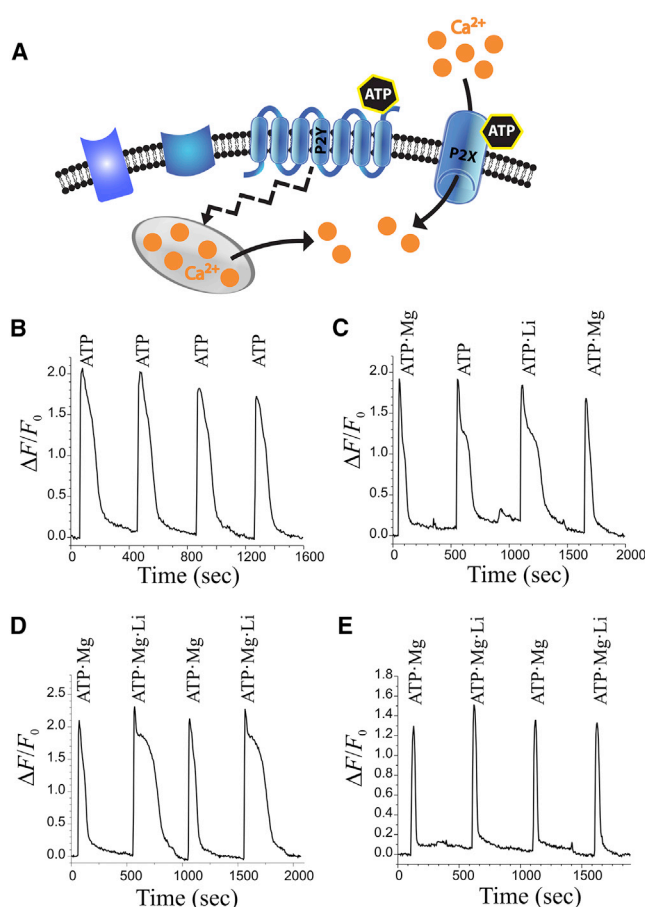 A
Ca²⁺
ATP
P2Y
ATP
P2X
Ca²⁺
B
ATP
ATP
ATP
ATP
2.0
1.5
1.0
0.5
0.0
ΔF/F₀
0 400 800 1200 1600
Time (sec)
C
ATP·Mg
ATP
ATP·Li
ATP·Mg
2.0
1.5
1.0
0.5
0.0
ΔF/F₀
0 500 1000 1500 2000
Time (sec)
D
ATP·Mg
ATP·Mg·Li
ATP·Mg
ATP·Mg·Li
2.5
2.0
1.5
1.0
0.5
0.0
ΔF/F₀
0 500 1000 1500 2000
Time (sec)
E
ATP·Mg
ATP·Mg·Li
ATP·Mg
ATP·Mg·Li
1.8
1.6
1.4
1.2
1.0
0.8
0.6
0.4
0.2
0.0
ΔF/F₀
0 500 1000 1500
Time (sec)